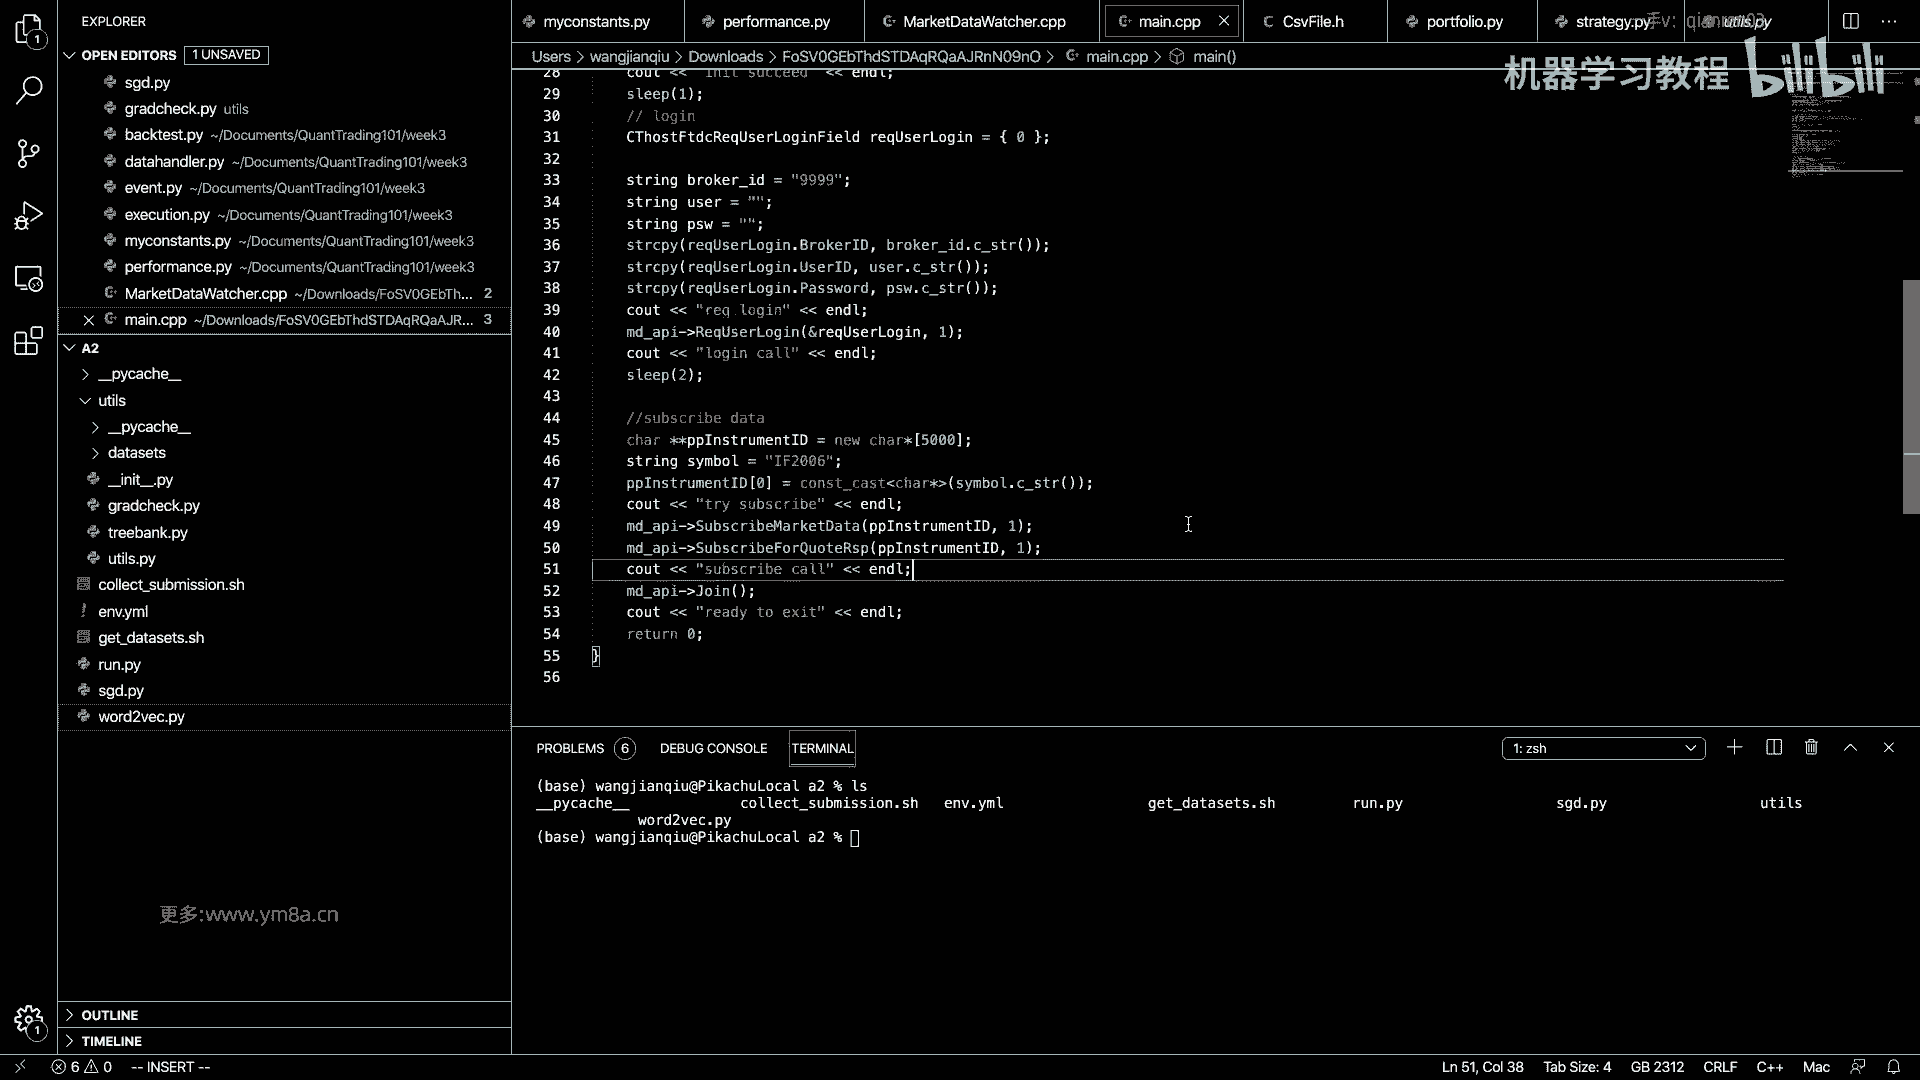 EXPLORER
myconstants.py
performance.py
MarketDataWatcher.cpp
main.cpp
CsvFile.h
portfolio.py
strategy.py
utils.py
OPEN EDITORS 1 UNSAVED
Users > wangjianqiu > Downloads > FoSV0GEbThdSTDAqRQaAJRnN09nO > main.cpp > main()
机器学习教程 bilibili
sgd.py
gradcheck.py utils
backtest.py ~/Documents/QuantTrading101/week3
datahandler.py ~/Documents/QuantTrading101/week3
event.py ~/Documents/QuantTrading101/week3
execution.py ~/Documents/QuantTrading101/week3
myconstants.py ~/Documents/QuantTrading101/week3
performance.py ~/Documents/QuantTrading101/week3
MarketDataWatcher.cpp ~/Downloads/FoSV0GEbTh... 2
main.cpp ~/Downloads/FoSV0GEbThdSTDAqRQaAJR... 3
A2
__pycache__
utils
__pycache__
datasets
__init__.py
gradcheck.py
treebank.py
utils.py
collect_submission.sh
env.yml
get_datasets.sh
run.py
sgd.py
word2vec.py
更多:www.ym8a.cn
OUTLINE
TIMELINE
28 cout << "init succeed" << endl;
29 sleep(1);
30 // login
31 CThostFtdcReqUserLoginField reqUserLogin = { 0 };
32
33 string broker_id = "9999";
34 string user = "";
35 string psw = "";
36 strcpy(reqUserLogin.BrokerID, broker_id.c_str());
37 strcpy(reqUserLogin.UserID, user.c_str());
38 strcpy(reqUserLogin.Password, psw.c_str());
39 cout << "req login" << endl;
40 md_api->ReqUserLogin(&reqUserLogin, 1);
41 cout << "login call" << endl;
42 sleep(2);
43
44 //subscribe data
45 char **ppInstrumentID = new char*[5000];
46 string symbol = "IF2006";
47 ppInstrumentID[0] = const_cast<char*>(symbol.c_str());
48 cout << "try subscribe" << endl;
49 md_api->SubscribeMarketData(ppInstrumentID, 1);
50 md_api->SubscribeForQuoteRsp(ppInstrumentID, 1);
51 cout << "subscribe call" << endl;
52 md_api->Join();
53 cout << "ready to exit" << endl;
54 return 0;
55 }
56
PROBLEMS 6 DEBUG CONSOLE TERMINAL 1: zsh
(base) wangjianqiu@PikachuLocal a2 % ls
__pycache__ collect_submission.sh env.yml get_datasets.sh run.py sgd.py utils
word2vec.py
(base) wangjianqiu@PikachuLocal a2 %
6 0 -- INSERT -- Ln 51, Col 38 Tab Size: 4 GB 2312 CRLF C++ Mac